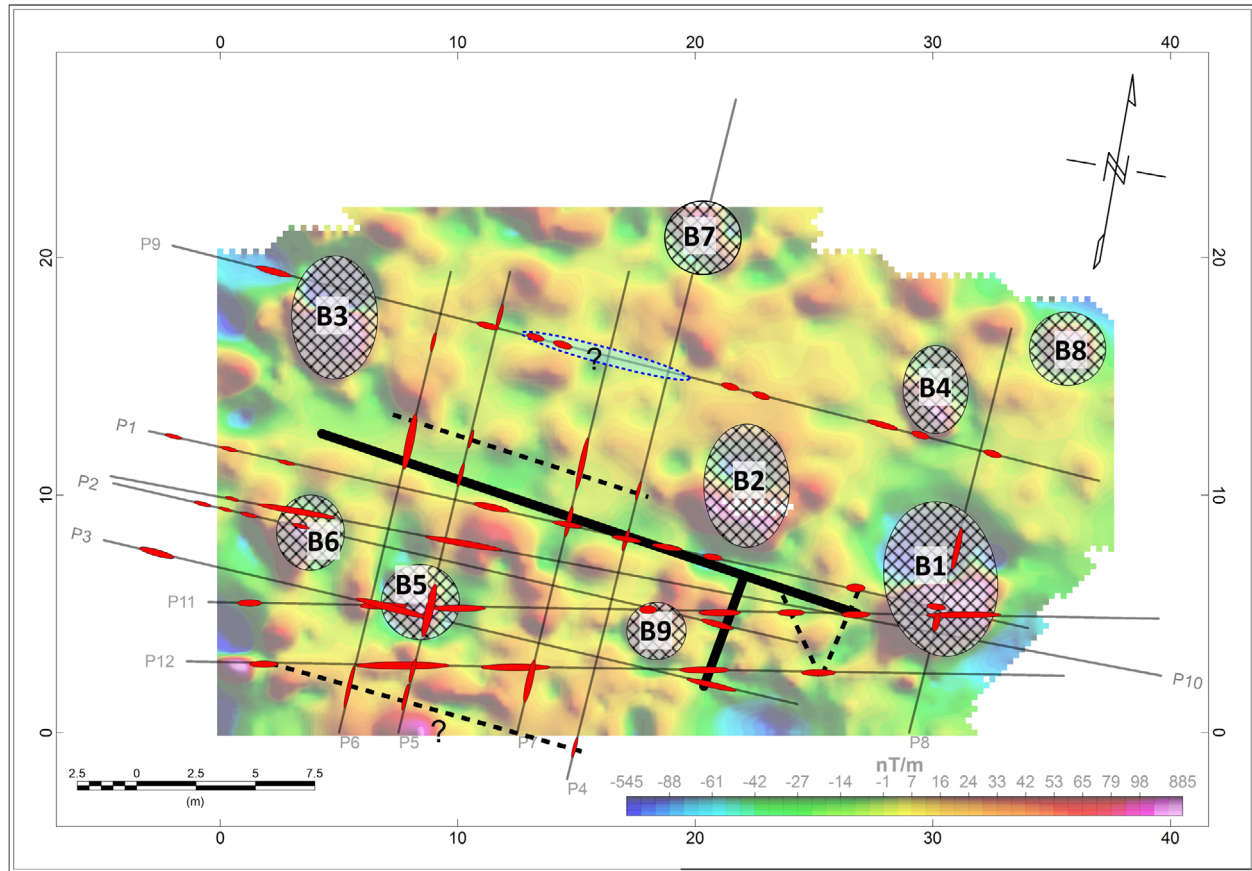 0 10 20 30 40
N
B7
P9
20 20
B3
B8
B4
?
P1
B2
10 10
P2
B6
P3
B1
B5
P11
B9
P12
P10
?
0 0
P6 P5 P7 P8
nT/m
2.5 0 2.5 5 7.5
-545 -88 -61 -42 -27 -14 -1 7 16 24 33 42 53 65 79 98 885
P4
(m)
0 10 20 30 40